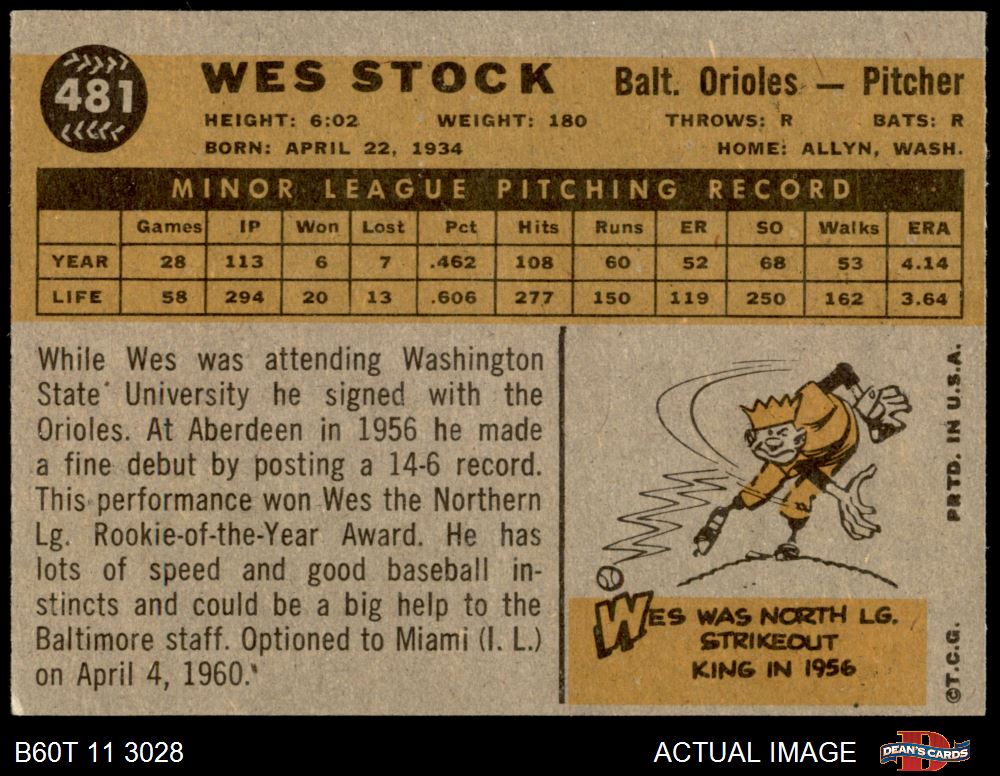 481
WES STOCK
Balt. Orioles — Pitcher
HEIGHT: 6:02 WEIGHT: 180 THROWS: R BATS: R
BORN: APRIL 22, 1934 HOME: ALLYN, WASH.
MINOR LEAGUE PITCHING RECORD
Games IP Won Lost Pct Hits Runs ER SO Walks ERA
YEAR 28 113 6 7 .462 108 60 52 68 53 4.14
LIFE 58 294 20 13 .606 277 150 119 250 162 3.64
While Wes was attending Washington
State University he signed with the
Orioles. At Aberdeen in 1956 he made
a fine debut by posting a 14-6 record.
This performance won Wes the Northern
Lg. Rookie-of-the-Year Award. He has
lots of speed and good baseball in-
stincts and could be a big help to the
Baltimore staff. Optioned to Miami (I. L.)
on April 4, 1960.
WES WAS NORTH LG.
STRIKEOUT
KING IN 1956
©T.C.G. PRTD. IN U.S.A.
B60T 11 3028
ACTUAL IMAGE
DEAN'S CARDS